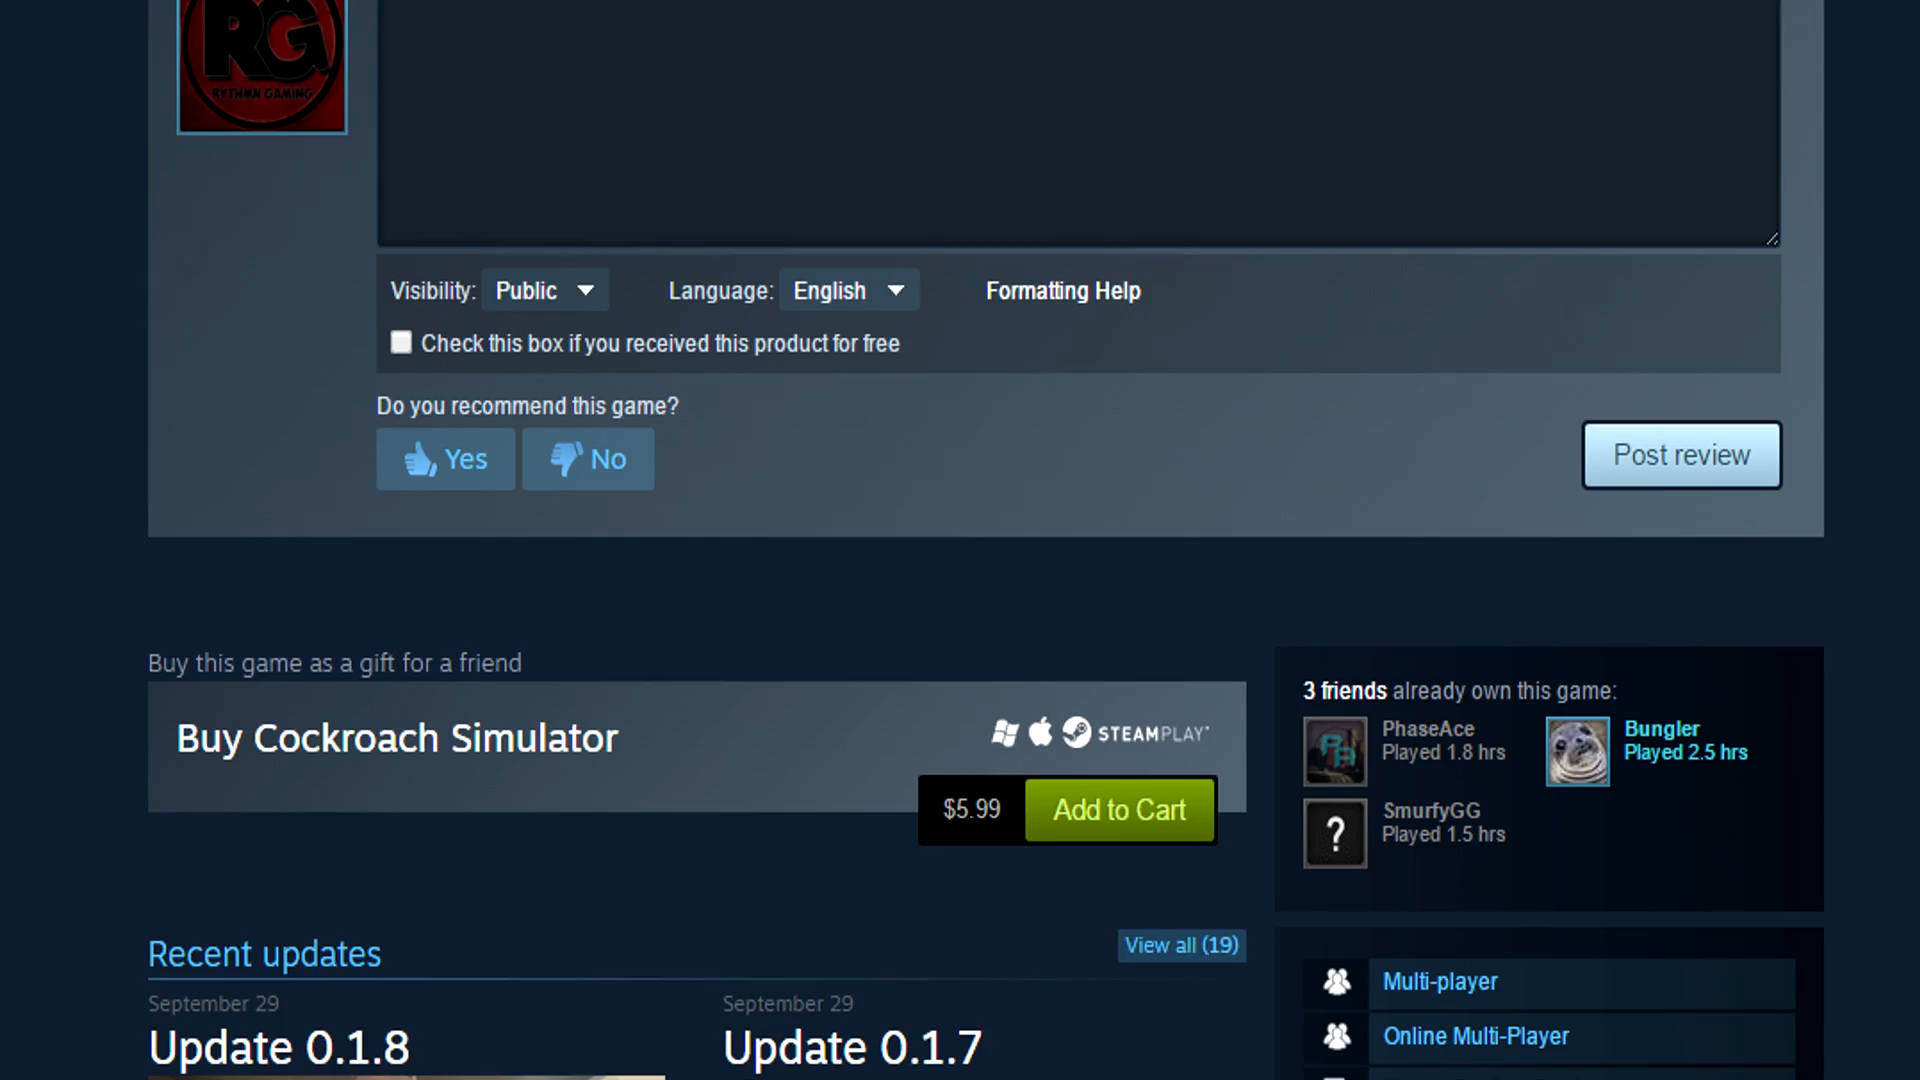 RG
RYTHMN GAMING
Visibility: Public Language: English Formatting Help
Check this box if you received this product for free
Do you recommend this game?
Yes No
Post review
Buy this game as a gift for a friend
Buy Cockroach Simulator
STEAMPLAY
$5.99 Add to Cart
3 friends already own this game:
PhaseAce
Played 1.8 hrs
Bungler
Played 2.5 hrs
?
SmurfyGG
Played 1.5 hrs
Recent updates
View all (19)
September 29
Update 0.1.8
September 29
Update 0.1.7
Multi-player
Online Multi-Player